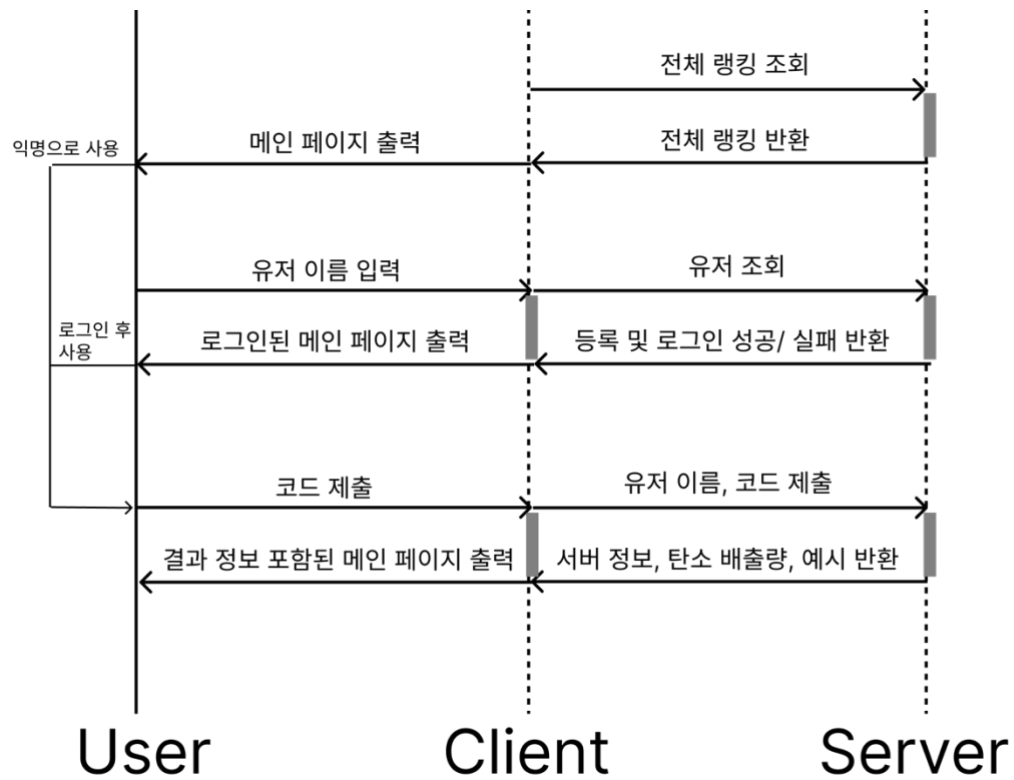 전체 랭킹 조회
익명으로 사용
메인 페이지 출력
전체 랭킹 반환
유저 이름 입력
유저 조회
로그인 후
사용
로그인된 메인 페이지 출력
등록 및 로그인 성공/ 실패 반환
코드 제출
유저 이름, 코드 제출
결과 정보 포함된 메인 페이지 출력
서버 정보, 탄소 배출량, 예시 반환
User
Client
Server